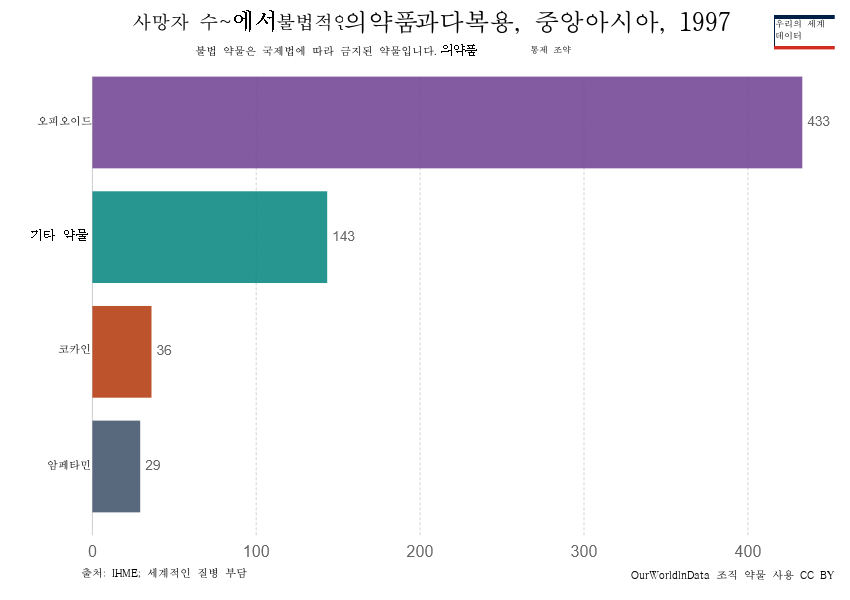 사망자 수~에서불법적인의약품과다복용, 중앙아시아, 1997
우리의 세계
데이터
불법 약물은 국제법에 따라 금지된 약물입니다. 의약품 통제 조약
오피오이드
433
기타 약물
143
코카인
36
암페타민
29
0 100 200 300 400
출처: IHME; 세계적인 질병 부담
OurWorldInData 조직 약물 사용 CC BY